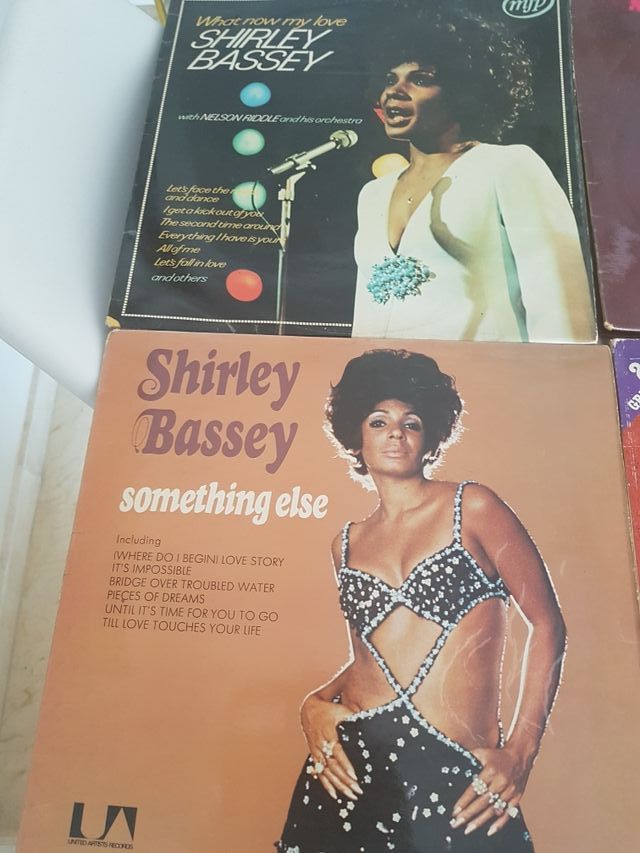 What now my love
SHIRLEY
BASSEY
mfp
with NELSON RIDDLE and his orchestra
Let's face the
and dance
I get a kick out of you
The second time around
Everything I have is your
All of me
Let's fall in love
and others
Shirley
Bassey
something else
Including
(WHERE DO I BEGIN) LOVE STORY
IT'S IMPOSSIBLE
BRIDGE OVER TROUBLED WATER
PIECES OF DREAMS
UNTIL IT'S TIME FOR YOU TO GO
TILL LOVE TOUCHES YOUR LIFE
UA
UNITED ARTISTS RECORDS